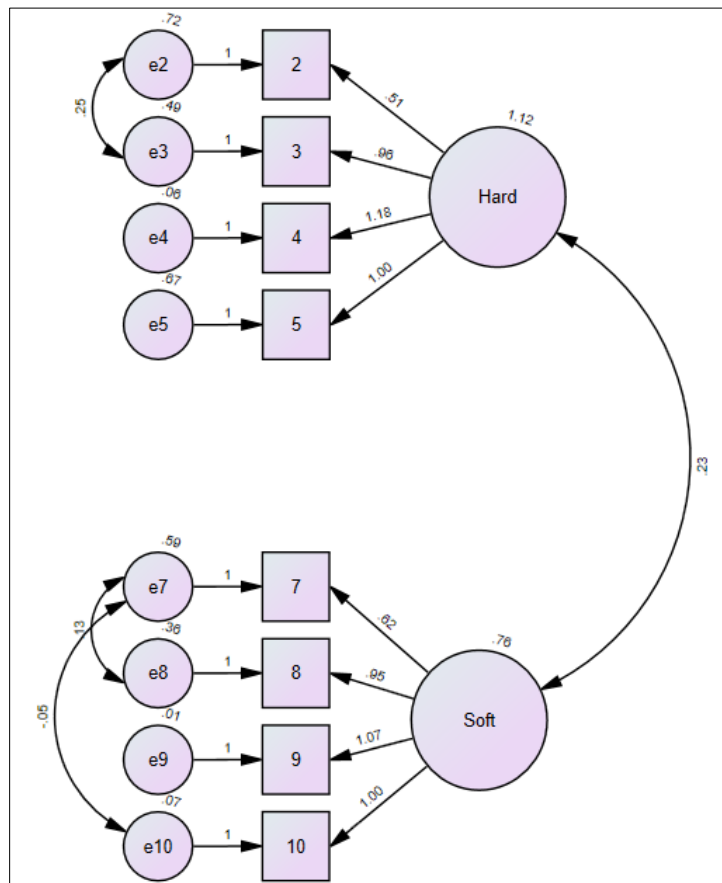 .72
e2 1 2
.51
.25
.49
e3 1 3
.96
1.12
Hard
.06
e4 1 4
1.18
.67
e5 1 5
1.00
.23
.59
e7 1 7
.62
.13
.36
e8 1 8
.95
.76
Soft
-.05
.01
e9 1 9
1.07
.07
e10 1 10
1.00